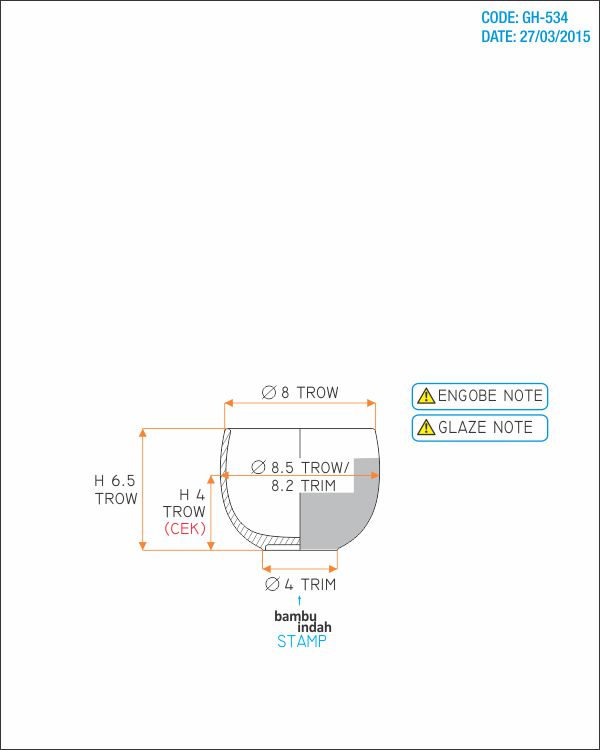 CODE: GH-534
DATE: 27/03/2015
Ø 8 TROW
ENGOBE NOTE
GLAZE NOTE
Ø 8.5 TROW/
8.2 TRIM
H 6.5
TROW
H 4
TROW
(CEK)
Ø 4 TRIM
bambu
indah
STAMP